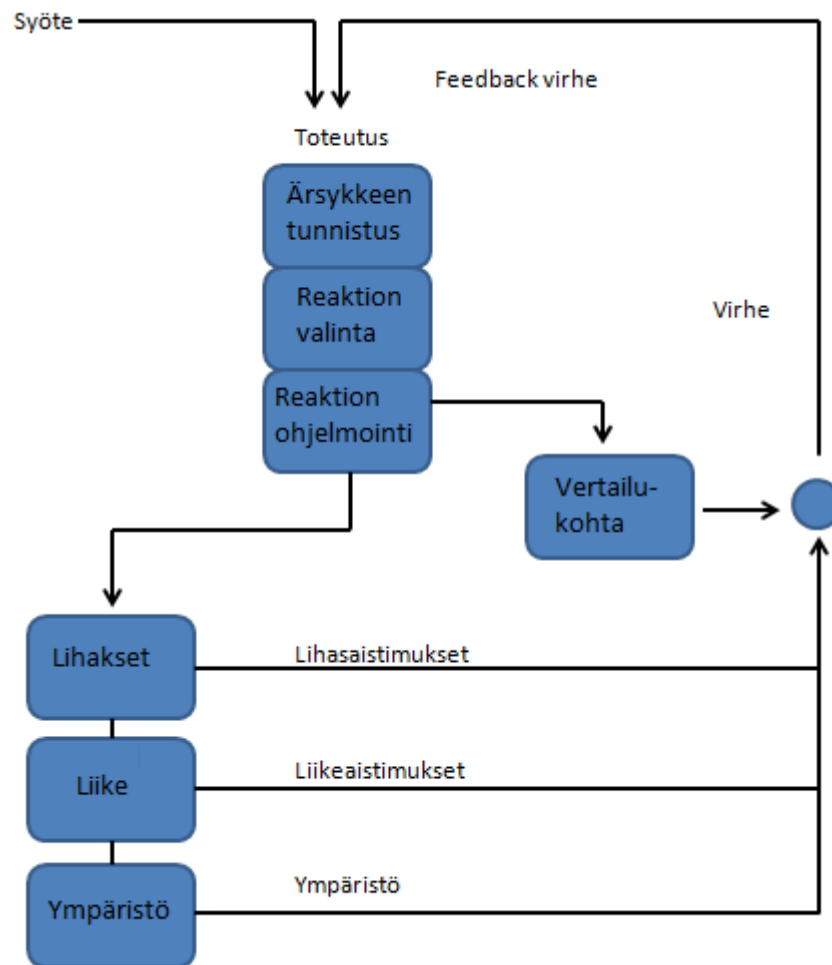 Syöte
Feedback virhe
Toteutus
Ärsykkeen
tunnistus
Reaktion
valinta
Virhe
Reaktion
ohjelmointi
Vertailu-
kohta
Lihakset
Lihasaistimukset
Liike
Liikeaistimukset
Ympäristö
Ympäristö